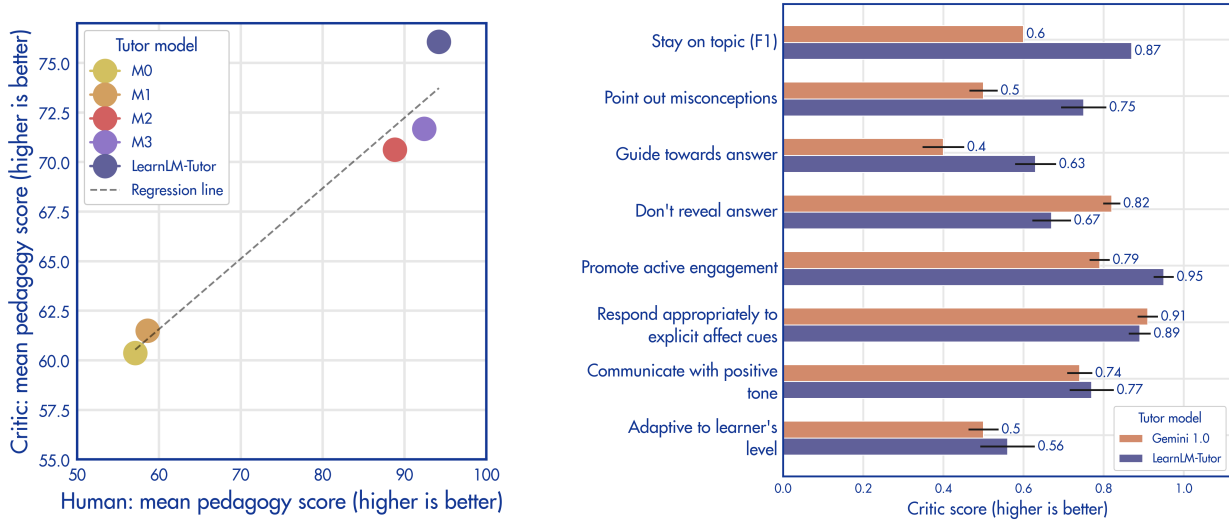 Critic: mean pedagogy score (higher is better)
75.0
72.5
70.0
67.5
65.0
62.5
60.0
57.5
55.0
Tutor model
M0
M1
M2
M3
LearnLM-Tutor
Regression line
50 60 70 80 90 100
Human: mean pedagogy score (higher is better)
Stay on topic (F1)
0.6
0.87
Point out misconceptions
0.5
0.75
Guide towards answer
0.4
0.63
Don't reveal answer
0.82
0.67
Promote active engagement
0.79
0.95
Respond appropriately to
explicit affect cues
0.91
0.89
Communicate with positive
tone
0.74
0.77
Adaptive to learner's
level
0.5
0.56
Tutor model
Gemini 1.0
LearnLM-Tutor
0.0 0.2 0.4 0.6 0.8 1.0
Critic score (higher is better)